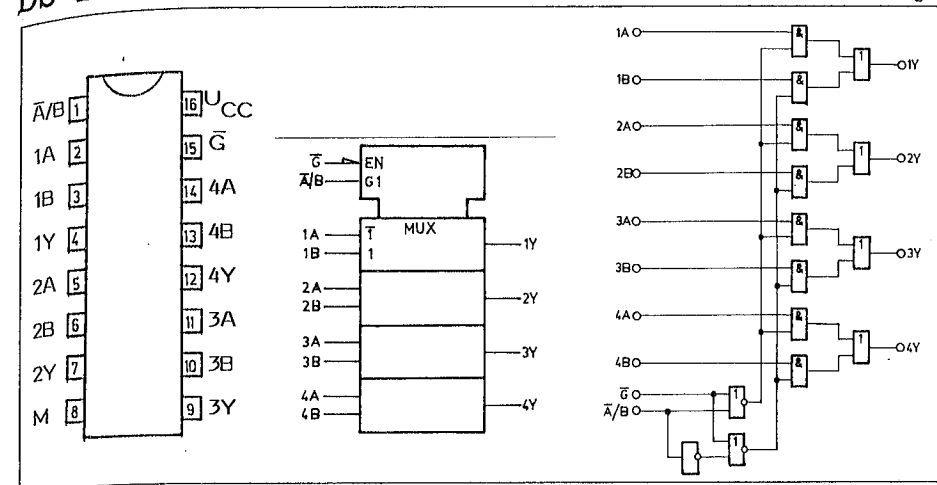 DS
Ā/B 1
16 UCC
1A 2
15 G̅
1B 3
14 4A
1Y 4
13 4B
2A 5
12 4Y
2B 6
11 3A
2Y 7
10 3B
M 8
9 3Y
G̅ EN
Ā/B G1
MUX
1A 1̅
1B 1
1Y
2A
2B
2Y
3A
3B
3Y
4A
4B
4Y
1A &
1 1Y
1B &
2A &
1 2Y
2B &
3A &
1 3Y
3B &
4A &
1 4Y
4B &
G̅ 1
Ā/B
1